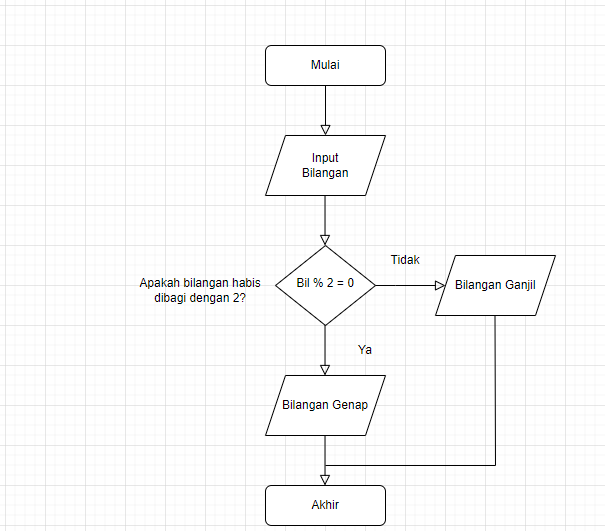 Mulai
Input
Bilangan
Apakah bilangan habis
dibagi dengan 2?
Bil % 2 = 0
Tidak
Bilangan Ganjil
Ya
Bilangan Genap
Akhir